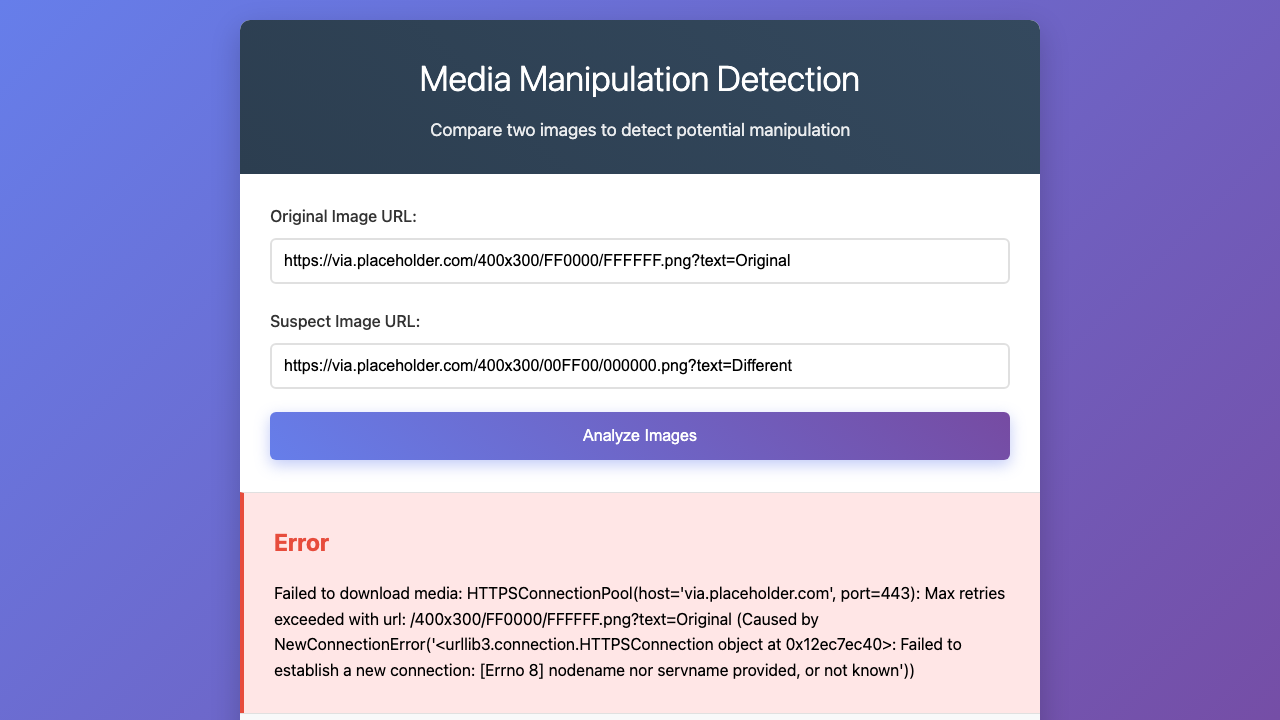 Media Manipulation Detection
Compare two images to detect potential manipulation
Original Image URL:
https://via.placeholder.com/400x300/FF0000/FFFFFF.png?text=Original
Suspect Image URL:
https://via.placeholder.com/400x300/00FF00/000000.png?text=Different
Analyze Images
Error
Failed to download media: HTTPSConnectionPool(host='via.placeholder.com', port=443): Max retries
exceeded with url: /400x300/FF0000/FFFFFF.png?text=Original (Caused by
NewConnectionError('<urllib3.connection.HTTPSConnection object at 0x12ec7ec40>: Failed to
establish a new connection: [Errno 8] nodename nor servname provided, or not known'))